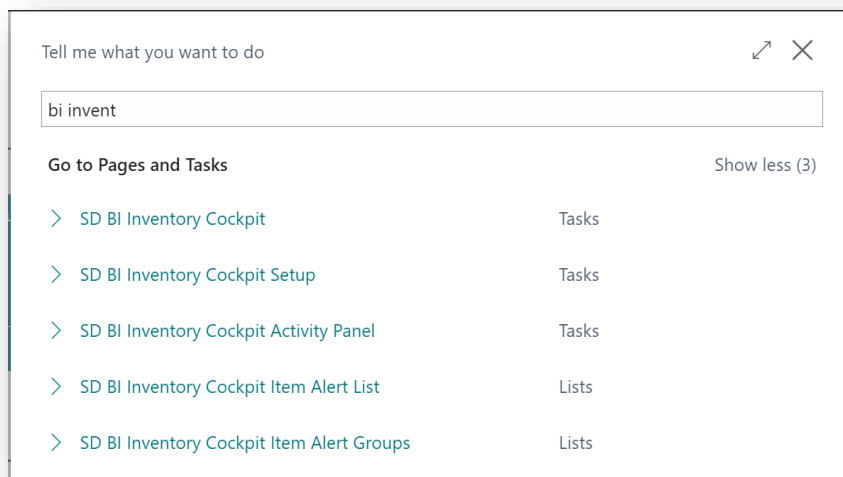 Tell me what you want to do
bi invent
Go to Pages and Tasks Show less (3)
SD BI Inventory Cockpit Tasks
SD BI Inventory Cockpit Setup Tasks
SD BI Inventory Cockpit Activity Panel Tasks
SD BI Inventory Cockpit Item Alert List Lists
SD BI Inventory Cockpit Item Alert Groups Lists